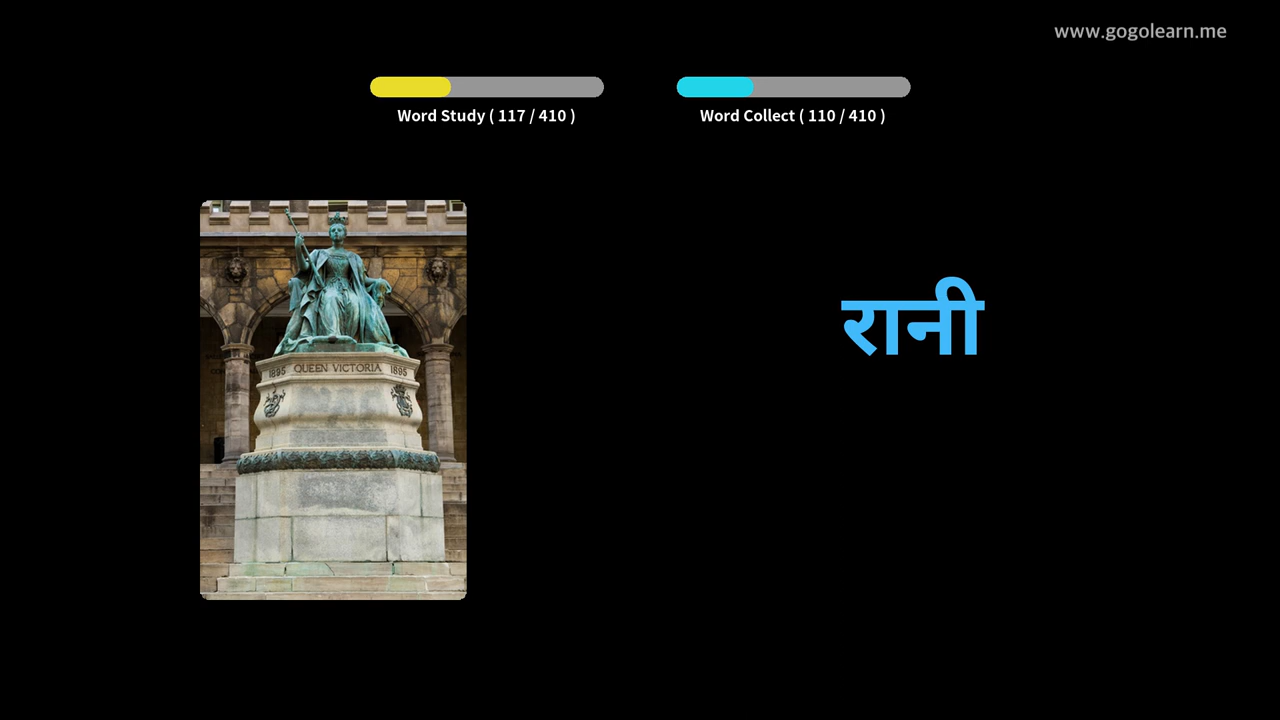 www.gogolearn.me
Word Study ( 117 / 410 )
Word Collect ( 110 / 410 )
1895 QUEEN VICTORIA 1895
रानी